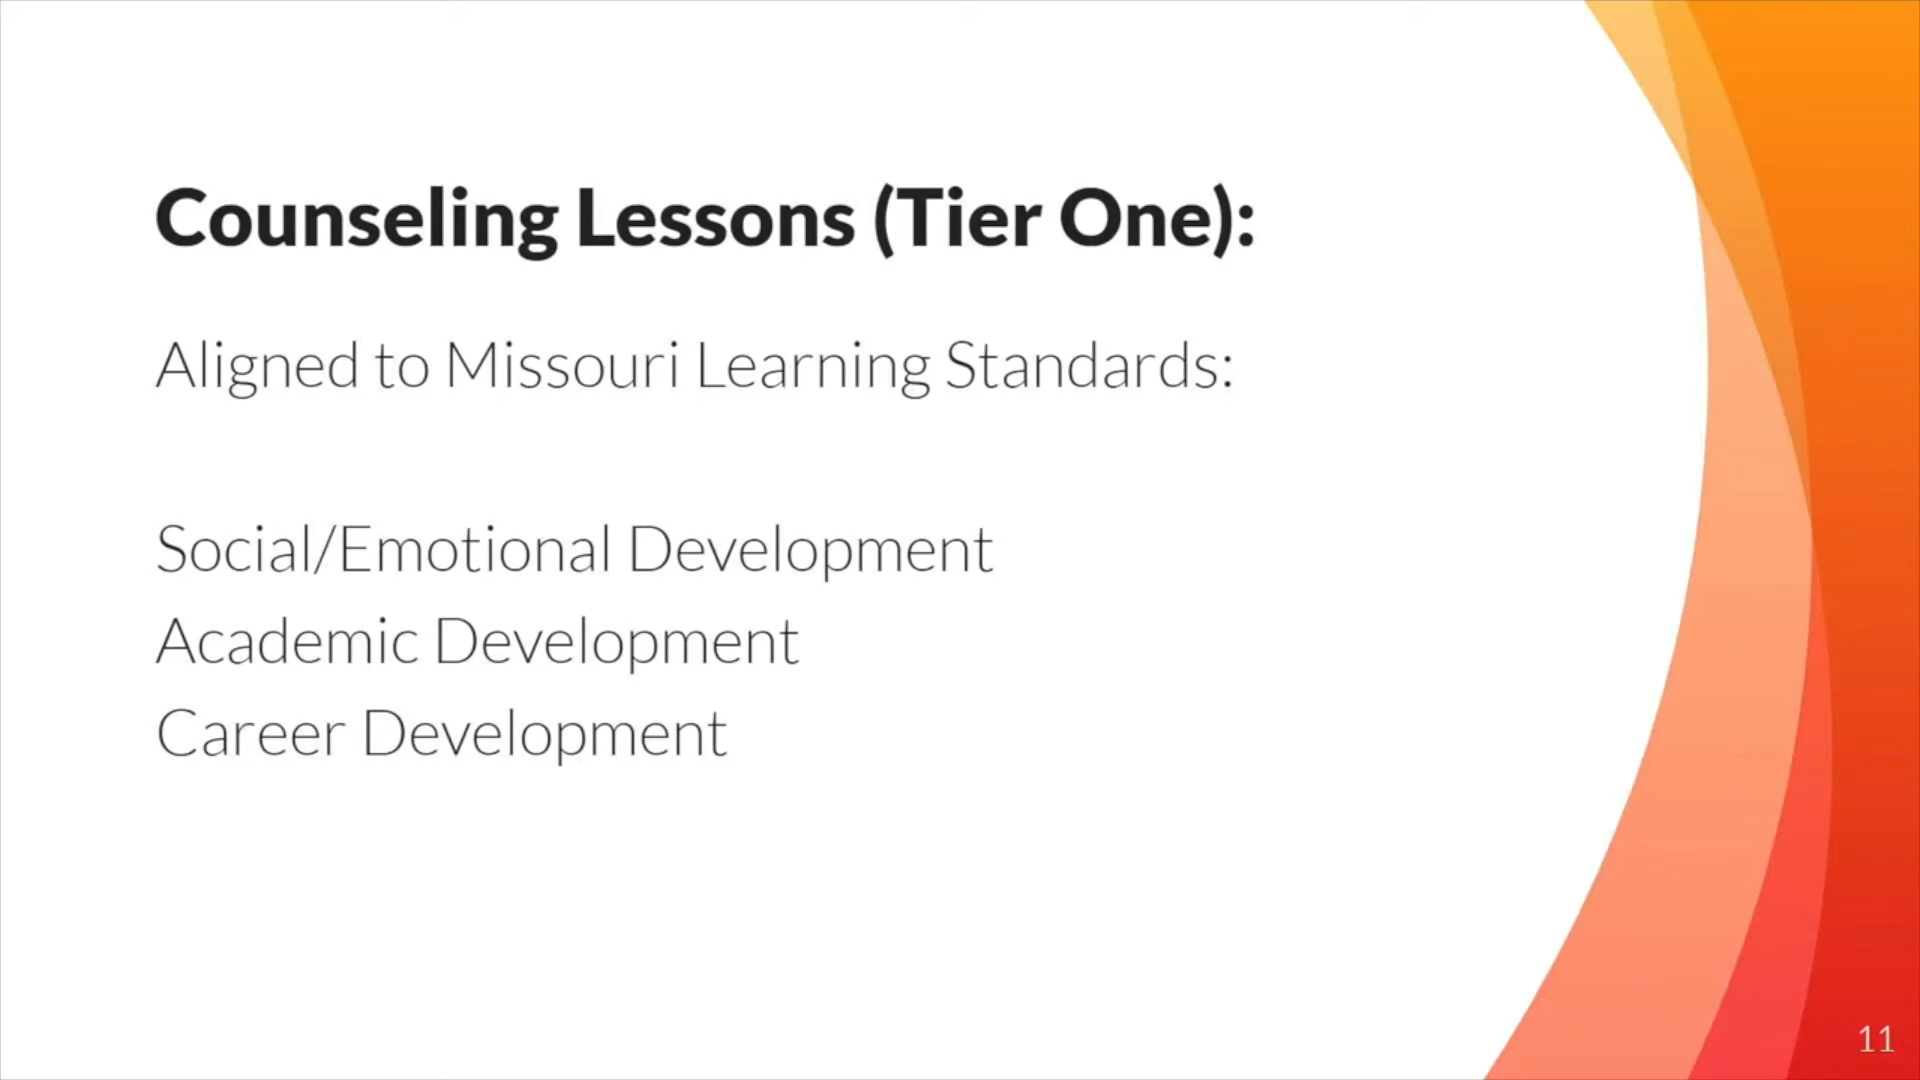 Counseling Lessons (Tier One):
Aligned to Missouri Learning Standards:
Social/Emotional Development
Academic Development
Career Development
11